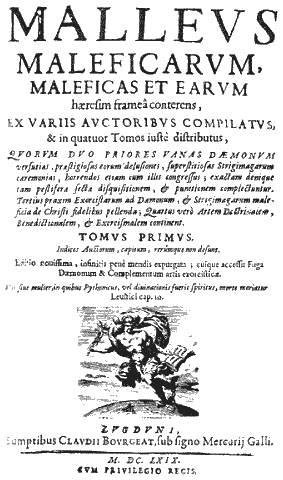 MALLEVS
MALEFICARVM,
MALEFICAS ET EARVM
hæresim frameâ conterens,
EX VARIIS AVCTORIBVS COMPILATVS,
& in quatuor Tomos iustè distributus,
QVORVM DVO PRIORES VANAS DÆMONVM
versutias, præstigiosas eorum delusiones, superstitiosas Strigimagarum
cæremonias, horrendos etiam cum illis congressus; exactam denique
tam pestiferæ sectæ disquisitionem, & punitionem complectuntur.
Tertius praxim Exorcistarum ad Dæmonum, & Strigimagarum male-
ficia de Christi fidelibus pellenda; Quartus verò Artem Doctrinalem,
Benedictionalem, & Exorcismalem continent.
TOMVS PRIMVS.
Indices Auctorum, capitum, rerúmque non desunt.
Editio nouissima, infinitis penè mendis expurgata; cuique accessit Fuga
Dæmonum & Complementum artis exorcisticæ.
Vir siue mulier, in quibus Pythonicus, vel diuinationis fuerit spiritus, morte moriatur
Leuitici cap. 10.
LVGDVNI,
Sumptibus CLAVDII BOVRGEAT, sub signo Mercurij Galli.
M. DC. LXIX.
CVM PRIVILEGIO REGIS.